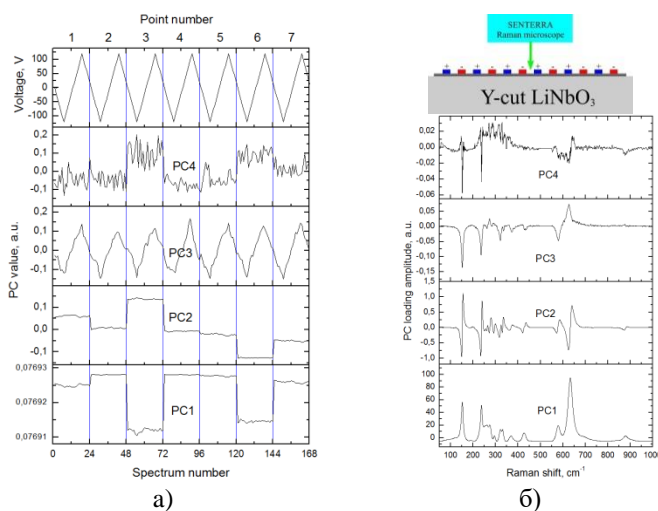 Point number
1 2 3 4 5 6 7
Voltage, V
100
50
0
-50
-100
0,2
0,1
0,0
-0,1
PC4
0,2
0,1
0,0
-0,1
PC3
PC value, a.u.
0,1
0,0
-0,1
PC2
0,07693
0,07692
0,07691
PC1
0 24 48 72 96 120 144 168
Spectrum number
а)
SENTERRA
Raman microscope
+ - + - + - + - + - + -
Y-cut LiNbO3
0,02
0,00
-0,02
-0,04
-0,06
PC4
0,10
0,05
0,00
-0,05
-0,10
-0,15
PC3
PC loading amplitude, a.u.
1,0
0,5
0,0
-0,5
-1,0
PC2
100
80
60
40
20
0
PC1
100 200 300 400 500 600 700 800 900 1000
Raman shift, cm-1
б)